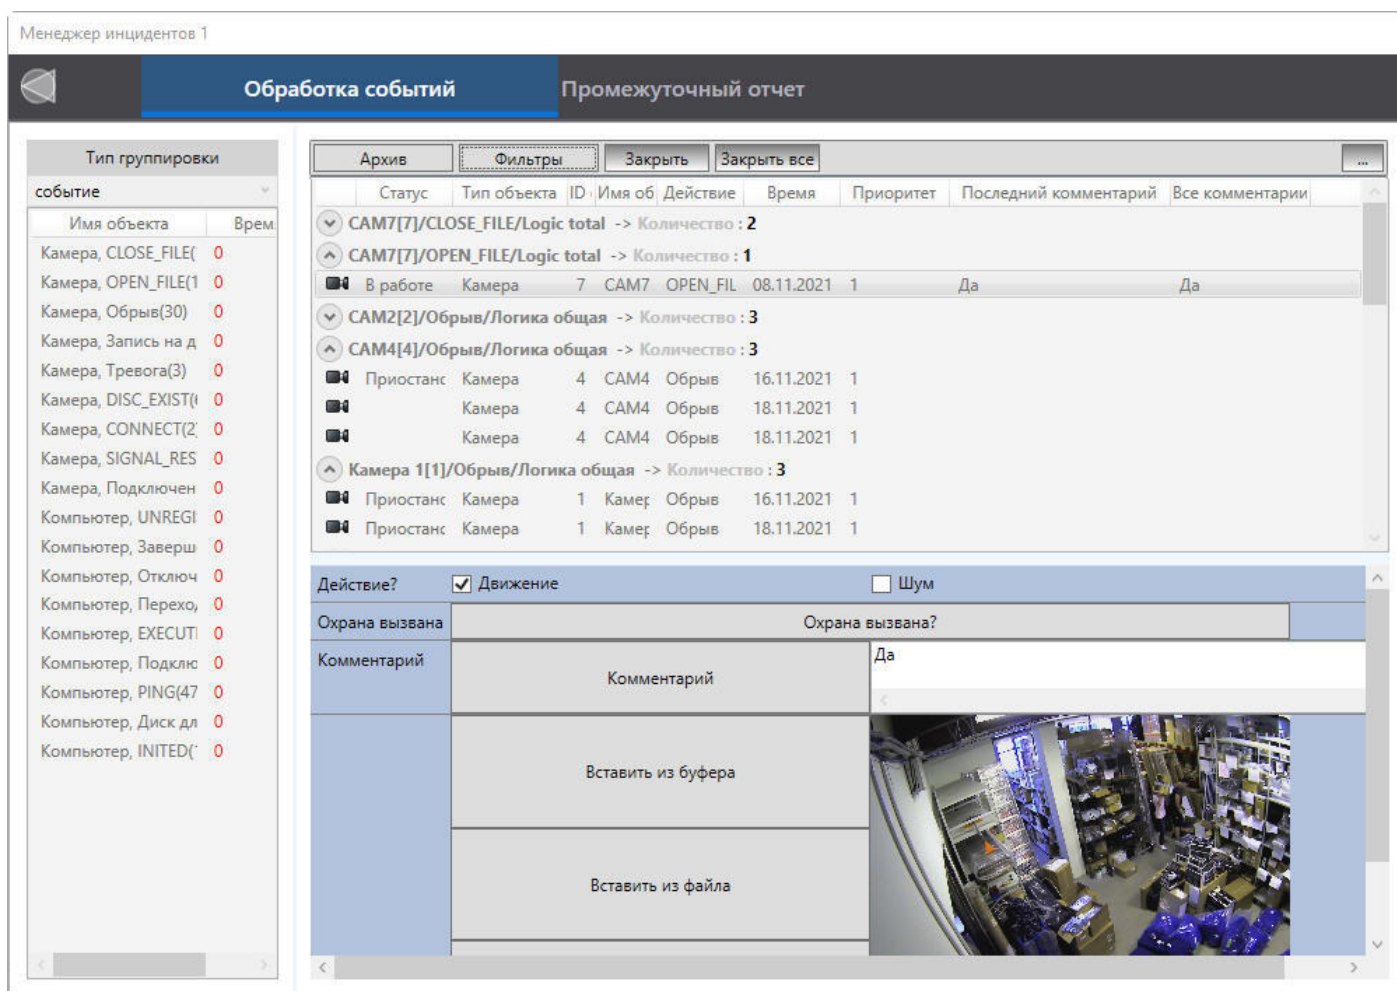 Менеджер инцидентов 1
Обработка событий Промежуточный отчет
Тип группировки
событие
Имя объекта Врем
Камера, CLOSE_FILE( 0
Камера, OPEN_FILE(1 0
Камера, Обрыв(30) 0
Камера, Запись на д 0
Камера, Тревога(3) 0
Камера, DISC_EXIST( 0
Камера, CONNECT(2 0
Камера, SIGNAL_RES 0
Камера, Подключен 0
Компьютер, UNREGI 0
Компьютер, Заверш 0
Компьютер, Отключ 0
Компьютер, Перехо 0
Компьютер, EXECUT 0
Компьютер, Подклю 0
Компьютер, PING(47 0
Компьютер, Диск дл 0
Компьютер, INITED( 0
Архив Фильтры Закрыть Закрыть все ...
Статус Тип объекта ID Имя об Действие Время Приоритет Последний комментарий Все комментарии
CAM7[7]/CLOSE_FILE/Logic total -> Количество : 2
CAM7[7]/OPEN_FILE/Logic total -> Количество : 1
В работе Камера 7 CAM7 OPEN_FIL 08.11.2021 1 Да Да
CAM2[2]/Обрыв/Логика общая -> Количество : 3
CAM4[4]/Обрыв/Логика общая -> Количество : 3
Приостанс Камера 4 CAM4 Обрыв 16.11.2021 1
Камера 4 CAM4 Обрыв 18.11.2021 1
Камера 4 CAM4 Обрыв 18.11.2021 1
Камера 1[1]/Обрыв/Логика общая -> Количество : 3
Приостанс Камера 1 Камер Обрыв 16.11.2021 1
Приостанс Камера 1 Камер Обрыв 18.11.2021 1
Действие? Движение Шум
Охрана вызвана Охрана вызвана?
Комментарий Комментарий Да
Вставить из буфера
Вставить из файла